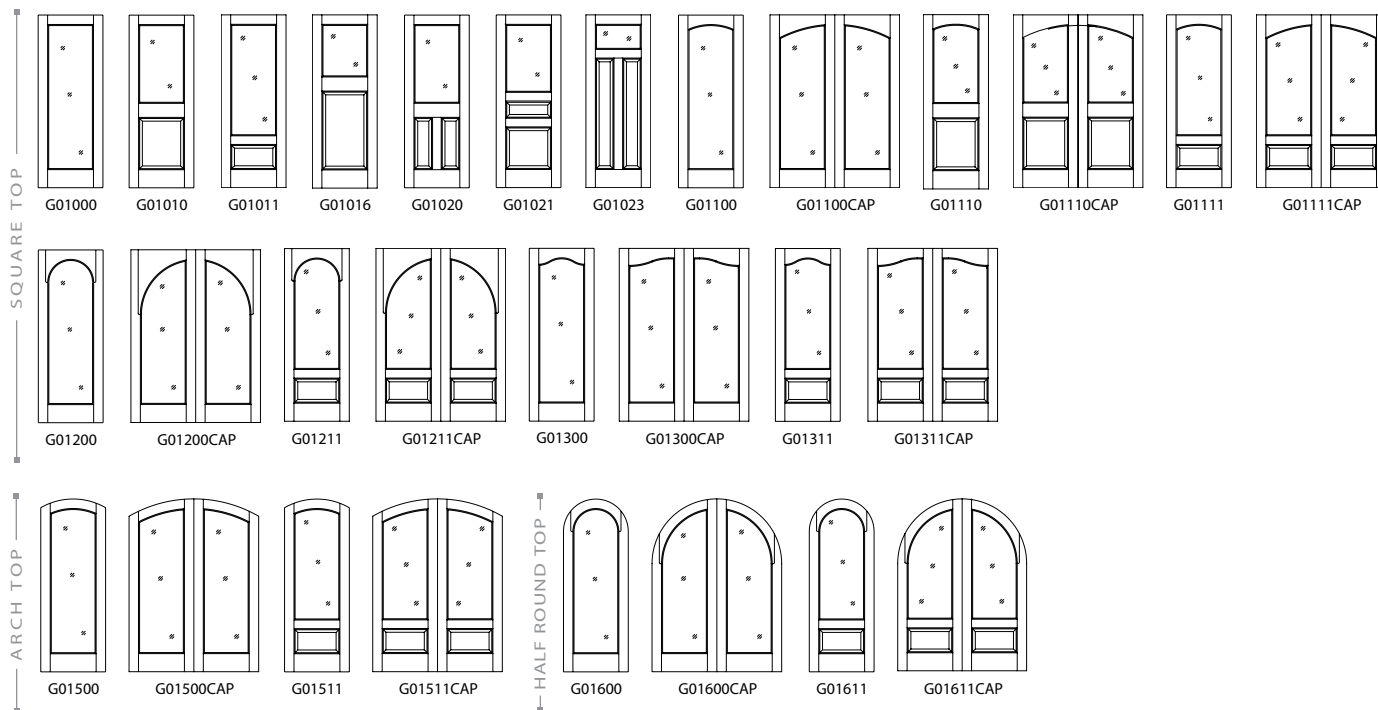 SQUARE TOP
G01000 G01010 G01011 G01016 G01020 G01021 G01023 G01100 G01100CAP G01110 G01110CAP G01111 G01111CAP
G01200 G01200CAP G01211 G01211CAP G01300 G01300CAP G01311 G01311CAP
ARCH TOP
G01500 G01500CAP G01511 G01511CAP
HALF ROUND TOP
G01600 G01600CAP G01611 G01611CAP